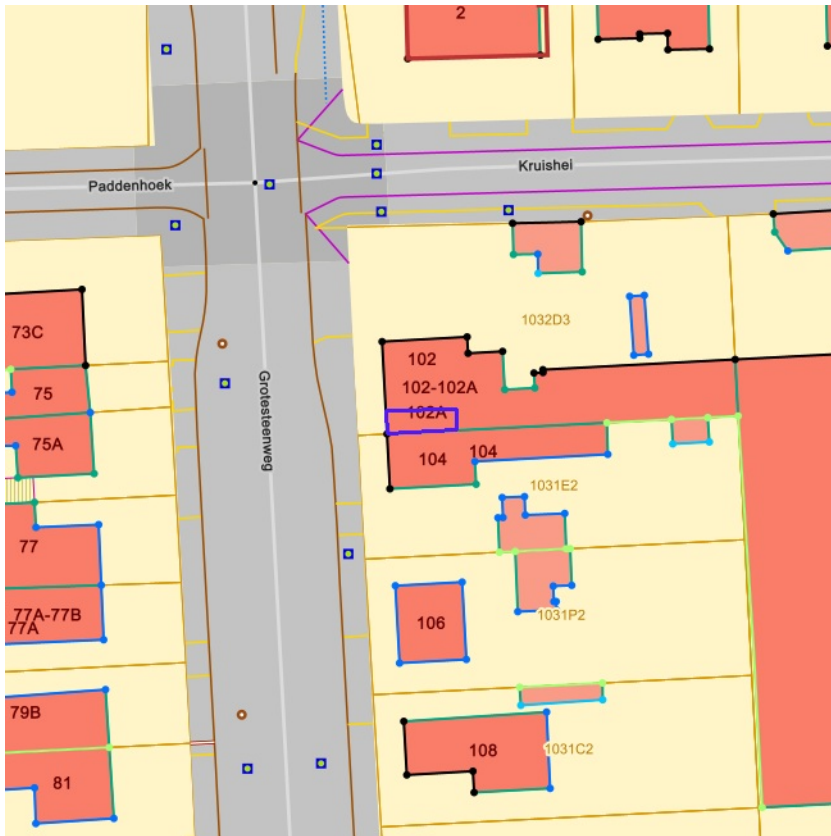 2
Kruishei
Paddenhoek
1032D3
73C
102
75
102-102A
102A
Grotesteenweg
75A
104
104
1031E2
77
77A-77B
77A
106
1031P2
79B
108
1031C2
81